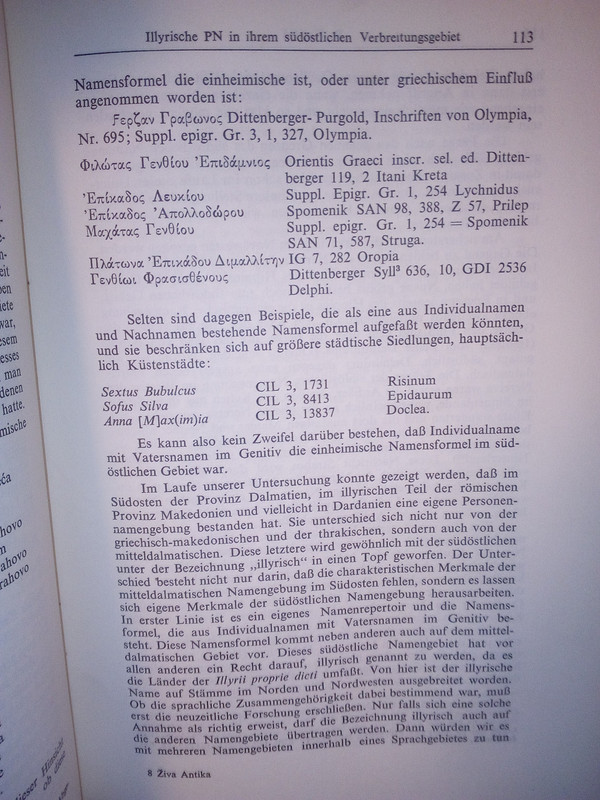 Illyrische PN in ihrem südöstlichen Verbreitungsgebiet 113
Namensformel die einheimische ist, oder unter griechischem Einfluß
angenommen worden ist:
Ϝερζαν Γραβωνος Dittenberger-Purgold, Inschriften von Olympia,
Nr. 695; Suppl. epigr. Gr. 3, 1, 327, Olympia.
Φιλώτας Γενθίου Ἐπιδάμνιος Orientis Graeci inscr. sel. ed. Ditten-
berger 119, 2 Itani Kreta
Ἐπίκαδος Λευκίου Suppl. Epigr. Gr. 1, 254 Lychnidus
Ἐπίκαδος Ἀπολλοδώρου Spomenik SAN 98, 388, Z 57, Prilep
Μαχάτας Γενθίου Suppl. epigr. Gr. 1, 254 = Spomenik
SAN 71, 587, Struga.
Πλάτωνα Ἐπικάδου Διμαλλίτην IG 7, 282 Oropia
Γενθίωι Φρασισθένους Dittenberger Syll³ 636, 10, GDI 2536
Delphi.
Selten sind dagegen Beispiele, die als eine aus Individualnamen
und Nachnamen bestehende Namensformel aufgefaßt werden könnten,
und sie beschränken sich auf größere städtische Siedlungen, hauptsäch-
lich Küstenstädte:
Sextus Bubulcus CIL 3, 1731 Risinum
Sofus Silva CIL 3, 8413 Epidaurum
Anna [M]ax(im)ia CIL 3, 13837 Doclea.
Es kann also kein Zweifel darüber bestehen, daß Individualname
mit Vatersnamen im Genitiv die einheimische Namensformel im süd-
östlichen Gebiet war.
Im Laufe unserer Untersuchung konnte gezeigt werden, daß im
Südosten der Provinz Dalmatien, im illyrischen Teil der römischen
Provinz Makedonien und vielleicht in Dardanien eine eigene Personen-
namengebung bestanden hat. Sie unterschied sich nicht nur von der
griechisch-makedonischen und der thrakischen, sondern auch von der
mitteldalmatischen. Diese letztere wird gewöhnlich mit der südöstlichen
unter der Bezeichnung „illyrisch“ in einen Topf geworfen. Der Unter-
schied besteht nicht nur darin, daß die charakteristischen Merkmale der
mitteldalmatischen Namengebung im Südosten fehlen, sondern es lassen
sich eigene Merkmale der südöstlichen Namengebung herausarbeiten.
In erster Linie ist es ein eigenes Namenrepertoir und die Namens-
formel, die aus Individualnamen mit Vatersnamen im Genitiv be-
steht. Diese Namensformel kommt neben anderen auch auf dem mittel-
dalmatischen Gebiet vor. Dieses südöstliche Namengebiet hat vor
allen anderen ein Recht darauf, illyrisch genannt zu werden, da es
die Länder der Illyrii proprie dicti umfaßt. Von hier ist der illyrische
Name auf Stämme im Norden und Nordwesten ausgebreitet worden.
Ob die sprachliche Zusammengehörigkeit dabei bestimmend war, muß
erst die neuzeitliche Forschung erschließen. Nur falls sich eine solche
Annahme als richtig erweist, darf die Bezeichnung illyrisch auch auf
die anderen Namengebiete übertragen werden. Dann würden wir es
mit mehreren Namengebieten innerhalb eines Sprachgebietes zu tun
8 Živa Antika